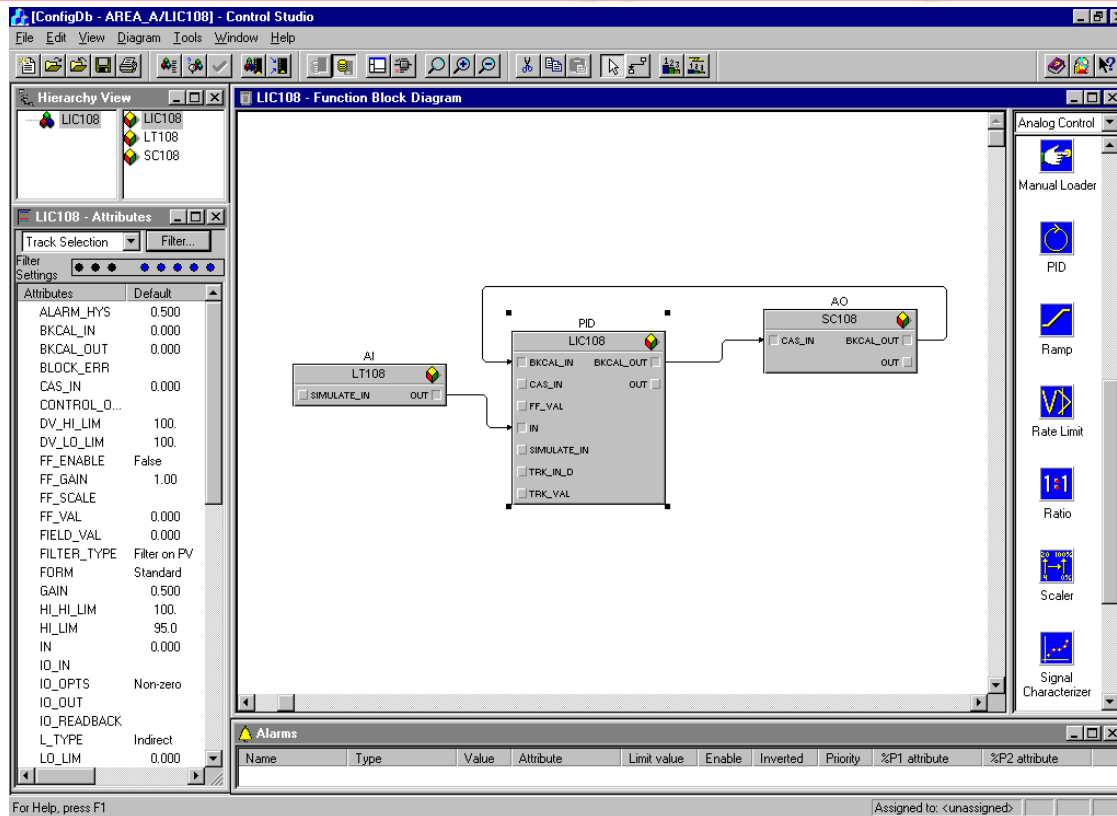 [ConfigDb - AREA_A/LIC108] - Control Studio
File Edit View Diagram Tools Window Help
Hierarchy View
LIC108
LIC108
LT108
SC108
LIC108 - Attributes
Track Selection Filter...
Filter
Settings
Attributes Default
ALARM_HYS 0.500
BKCAL_IN 0.000
BKCAL_OUT 0.000
BLOCK_ERR
CAS_IN 0.000
CONTROL_O...
DV_HI_LIM 100.
DV_LO_LIM 100.
FF_ENABLE False
FF_GAIN 1.00
FF_SCALE
FF_VAL 0.000
FIELD_VAL 0.000
FILTER_TYPE Filter on PV
FORM Standard
GAIN 0.500
HI_HI_LIM 100.
HI_LIM 95.0
IN 0.000
IO_IN
IO_OPTS Non-zero
IO_OUT
IO_READBACK
L_TYPE Indirect
LO_LIM 0.000
LIC108 - Function Block Diagram
AI
LT108
SIMULATE_IN OUT
PID
LIC108
BKCAL_IN BKCAL_OUT
CAS_IN OUT
FF_VAL
IN
SIMULATE_IN
TRK_IN_D
TRK_VAL
AO
SC108
CAS_IN BKCAL_OUT
OUT
Analog Control
Manual Loader
PID
Ramp
Rate Limit
1:1
Ratio
20 100%
4 0%
Scaler
Signal
Characterizer
Alarms
Name Type Value Attribute Limit value Enable Inverted Priority %P1 attribute %P2 attribute
For Help, press F1
Assigned to: <unassigned>